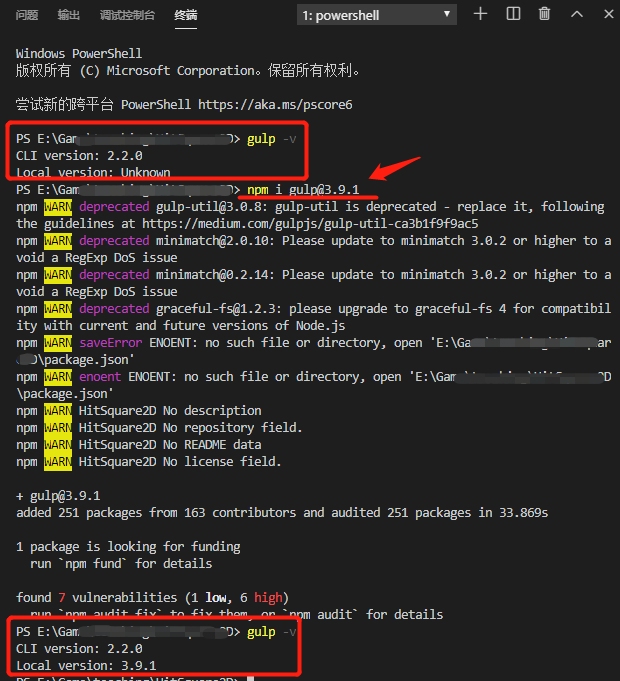 问题 输出 调试控制台 终端 1: powershell
Windows PowerShell
版权所有 (C) Microsoft Corporation。保留所有权利。
尝试新的跨平台 PowerShell https://aka.ms/pscore6
PS E:\Gam D> gulp -v
CLI version: 2.2.0
Local version: Unknown
PS E:\Gam D> npm i gulp@3.9.1
npm WARN deprecated gulp-util@3.0.8: gulp-util is deprecated - replace it, following
the guidelines at https://medium.com/gulpjs/gulp-util-ca3b1f9f9ac5
npm WARN deprecated minimatch@2.0.10: Please update to minimatch 3.0.2 or higher to a
void a RegExp DoS issue
npm WARN deprecated minimatch@0.2.14: Please update to minimatch 3.0.2 or higher to a
void a RegExp DoS issue
npm WARN deprecated graceful-fs@1.2.3: please upgrade to graceful-fs 4 for compatibil
ity with current and future versions of Node.js
npm WARN saveError ENOENT: no such file or directory, open 'E:\Ga
\package.json'
npm WARN enoent ENOENT: no such file or directory, open 'E:\Gam D
\package.json'
npm WARN HitSquare2D No description
npm WARN HitSquare2D No repository field.
npm WARN HitSquare2D No README data
npm WARN HitSquare2D No license field.
+ gulp@3.9.1
added 251 packages from 163 contributors and audited 251 packages in 33.869s
1 package is looking for funding
run `npm fund` for details
found 7 vulnerabilities (1 low, 6 high)
run `npm audit fix` to fix them, or `npm audit` for details
PS E:\Gam D> gulp -v
CLI version: 2.2.0
Local version: 3.9.1